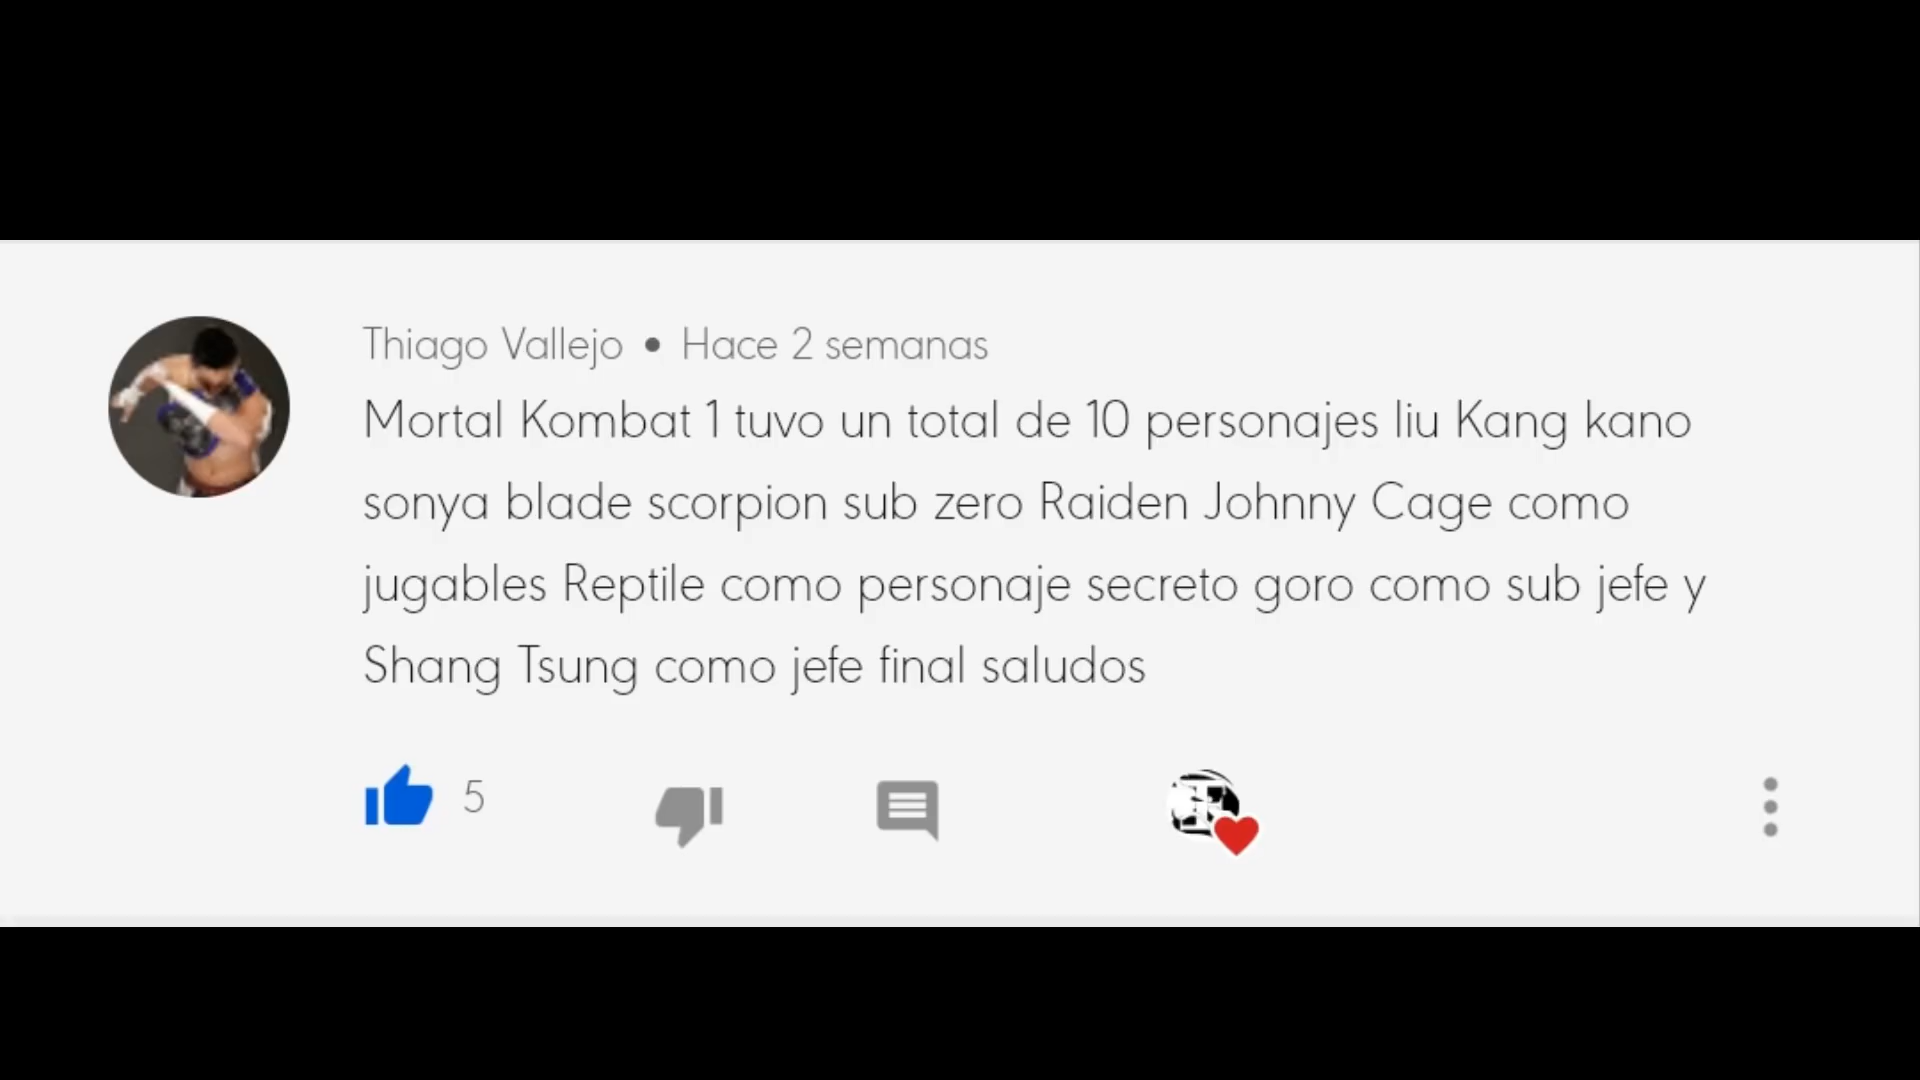 Thiago Vallejo • Hace 2 semanas
Mortal Kombat 1 tuvo un total de 10 personajes liu Kang kano
sonya blade scorpion sub zero Raiden Johnny Cage como
jugables Reptile como personaje secreto goro como sub jefe y
Shang Tsung como jefe final saludos
5